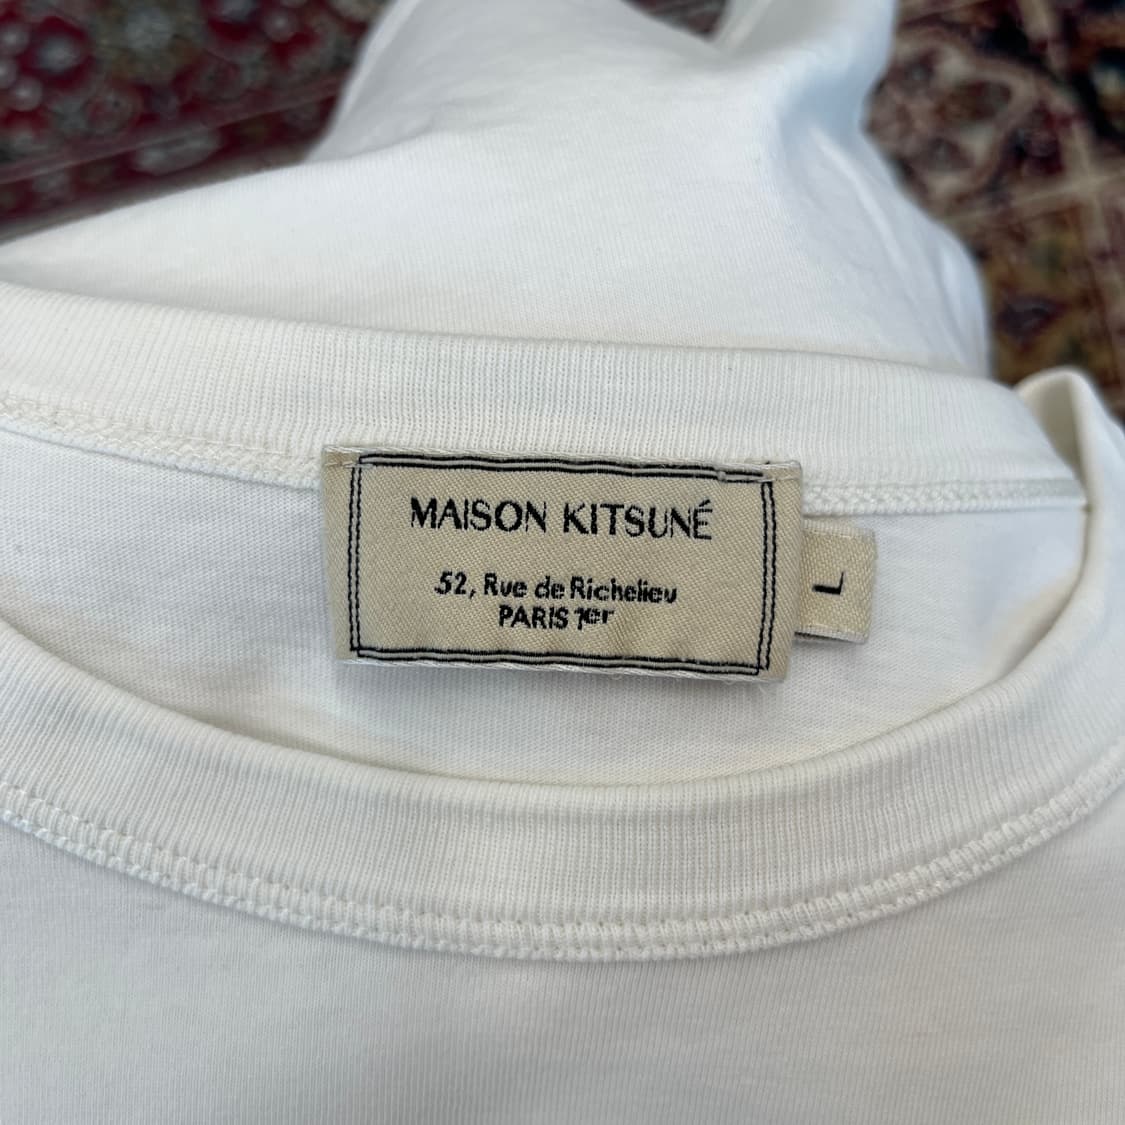 MAISON KITSUNÉ
52, Rue de Richelieu
PARIS 1er
L